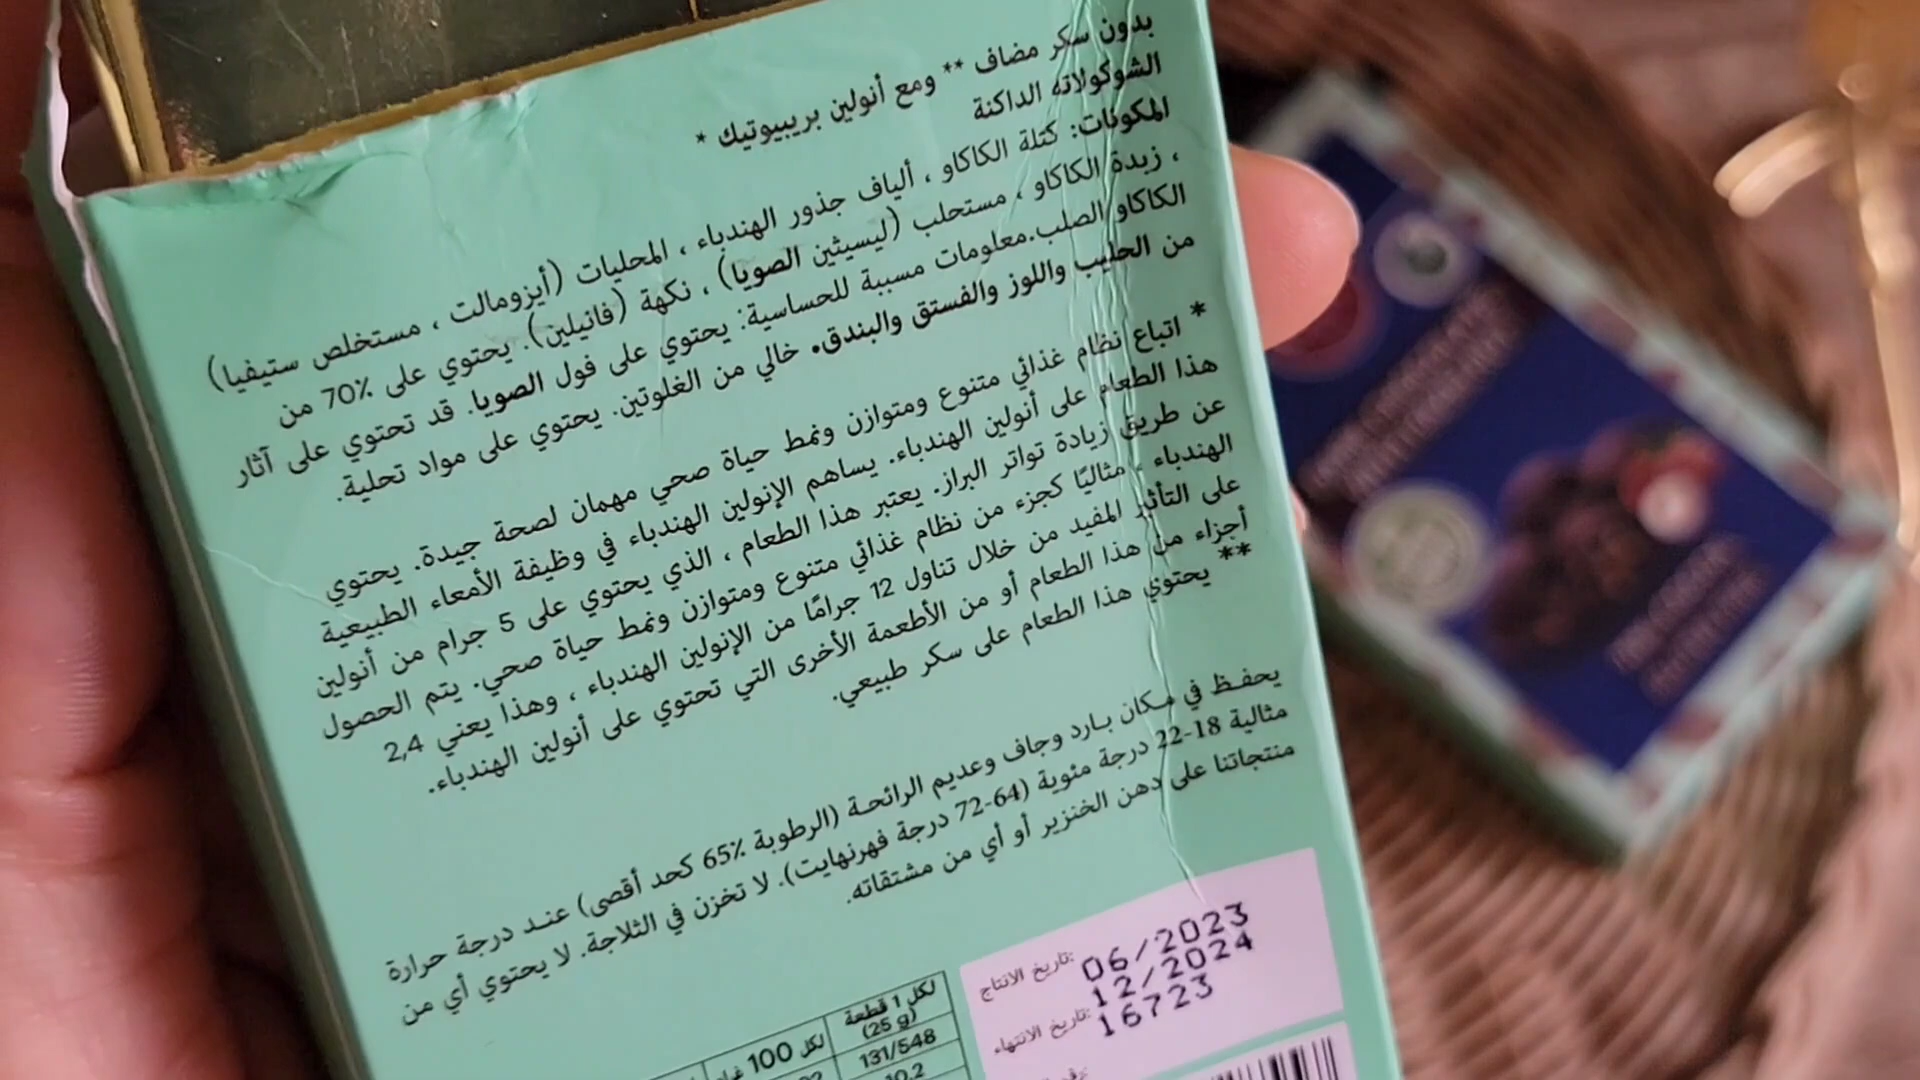 بدون سكر مضاف ** ومع أنولين بريبيوتيك *
الشوكولاته الداكنة
المكونات: كتلة الكاكاو ، ألياف جذور الهندباء ، المحليات (أيزومالت ، مستخلص ستيفيا)
، زبدة الكاكاو ، مستحلب (ليسيثين الصويا) ، نكهة (فانيلين). يحتوي على 70٪ من
الكاكاو الصلب.معلومات مسببة للحساسية: يحتوي على فول الصويا. قد تحتوي على آثار
من الحليب واللوز والفستق والبندق. خالي من الغلوتين. يحتوي على مواد تحلية.
* اتباع نظام غذائي متنوع ومتوازن ونمط حياة صحي مهمان لصحة جيدة. يحتوي
هذا الطعام على أنولين الهندباء. يساهم الإنولين الهندباء في وظيفة الأمعاء الطبيعية
عن طريق زيادة تواتر البراز. يعتبر هذا الطعام ، الذي يحتوي على 5 جرام من أنولين
الهندباء ، مثاليًا كجزء من نظام غذائي متنوع ومتوازن ونمط حياة صحي. يتم الحصول
على التأثير المفيد من خلال تناول 12 جرامًا من الإنولين الهندباء ، وهذا يعني 2,4
أجزاء من هذا الطعام أو من الأطعمة الأخرى التي تحتوي على أنولين الهندباء.
** يحتوي هذا الطعام على سكر طبيعي.
يحفظ في مكان بارد وجاف وعديم الرائحة (الرطوبة 65٪ كحد أقصى) عند درجة حرارة
مثالية 18-22 درجة مئوية (64-72 درجة فهرنهايت). لا تخزن في الثلاجة. لا يحتوي أي من
منتجاتنا على دهن الخنزير أو أي من مشتقاته.
تاريخ الانتاج: 06/2023
تاريخ الانتهاء: 12/2024
16723
لكل 1 قطعة
(25 g)
لكل 100
131/548
10.2